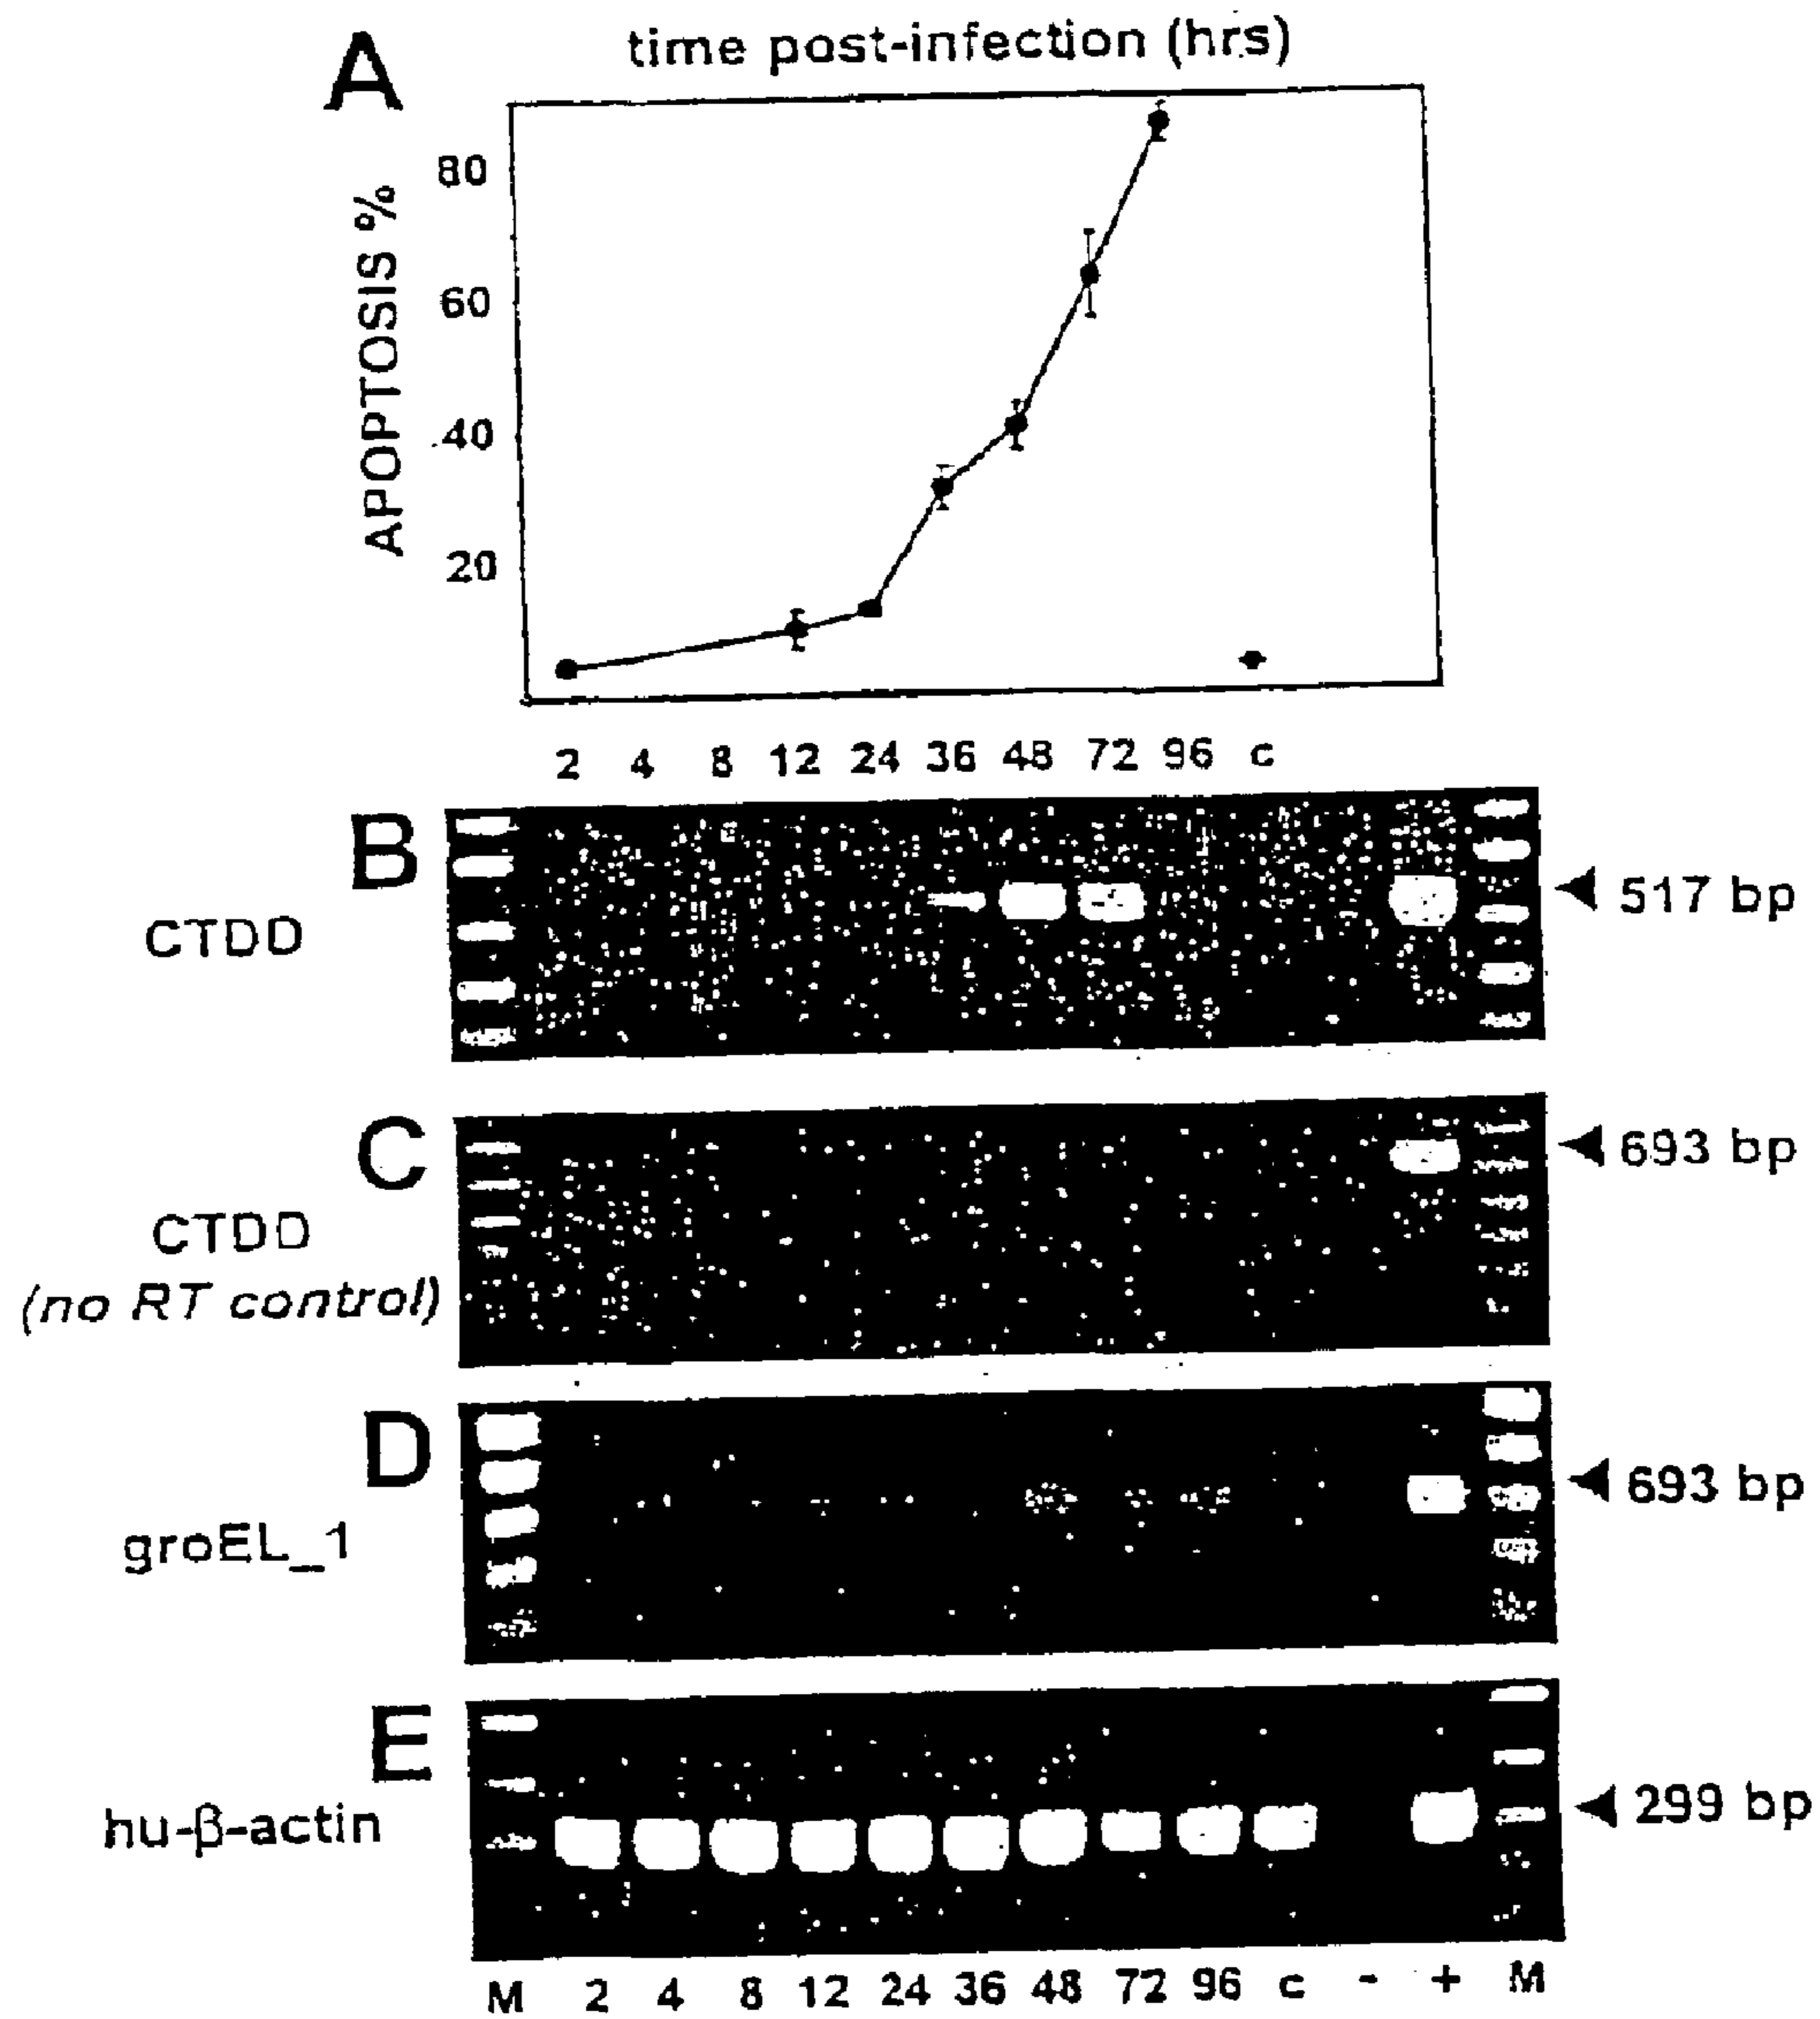 A
time post-infection (hrs)
APOPTOSIS %
80
60
40
20
2 4 8 12 24 36 48 72 96 c
B
CTDD
517 bp
C
CTDD
(no RT control)
693 bp
D
groEL_1
693 bp
E
hu-β-actin
299 bp
M 2 4 8 12 24 36 48 72 96 c - + M